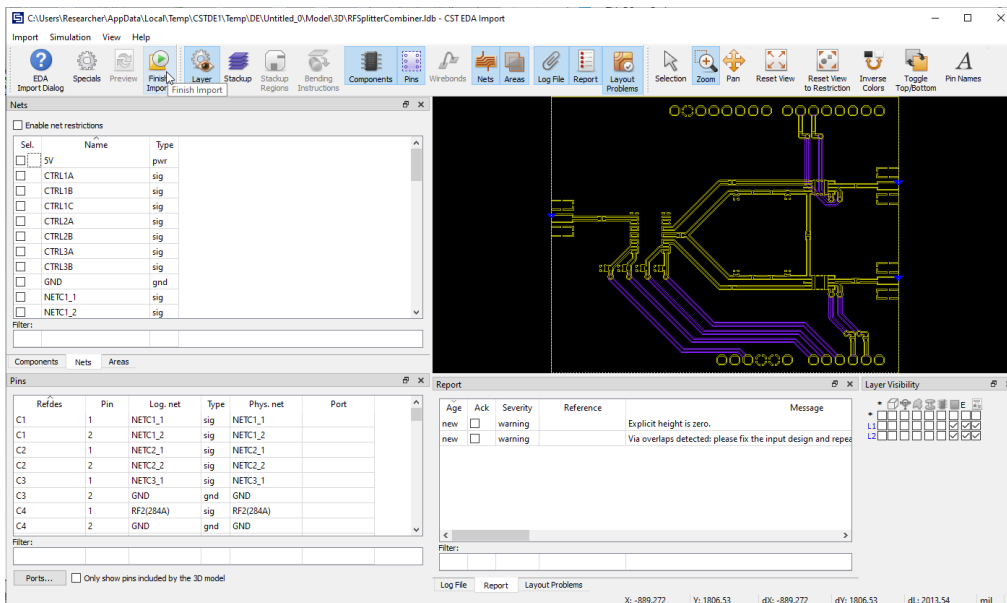 C:\Users\Researcher\AppData\Local\Temp\CSTDE1\Temp\DE\Untitled_0\Model\3D\RFSplitterCombiner.ldb - CST EDA Import
Import Simulation View Help
EDA Import Dialog
Specials
Preview
Finish Import
Layer
Stackup
Stackup Regions
Bending Instructions
Components
Pins
Wirebonds
Nets
Areas
Log File
Report
Layout Problems
Selection
Zoom
Pan
Reset View
Reset View to Restriction
Inverse Colors
Toggle Top/Bottom
A
Pin Names
Finish Import
Nets
Enable net restrictions
Sel. Name Type
5V pwr
CTRL1A sig
CTRL1B sig
CTRL1C sig
CTRL2A sig
CTRL2B sig
CTRL3A sig
CTRL3B sig
GND gnd
NETC1_1 sig
NETC1_2 sig
Filter:
Components Nets Areas
Pins
Refdes Pin Log. net Type Phys. net Port
C1 1 NETC1_1 sig NETC1_1
C1 2 NETC1_2 sig NETC1_2
C2 1 NETC2_1 sig NETC2_1
C2 2 NETC2_2 sig NETC2_2
C3 1 NETC3_1 sig NETC3_1
C3 2 GND gnd GND
C4 1 RF2(284A) sig RF2(284A)
C4 2 GND gnd GND
Filter:
Ports... Only show pins included by the 3D model
Report
Age Ack Severity Reference Message
new warning Explicit height is zero.
new warning Via overlaps detected: please fix the input design and repea
Filter:
Log File Report Layout Problems
Layer Visibility
* E
*
L1
L2
X: -889.272 Y: 1806.53 dX: -889.272 dY: 1806.53 dL: 2013.54 mil